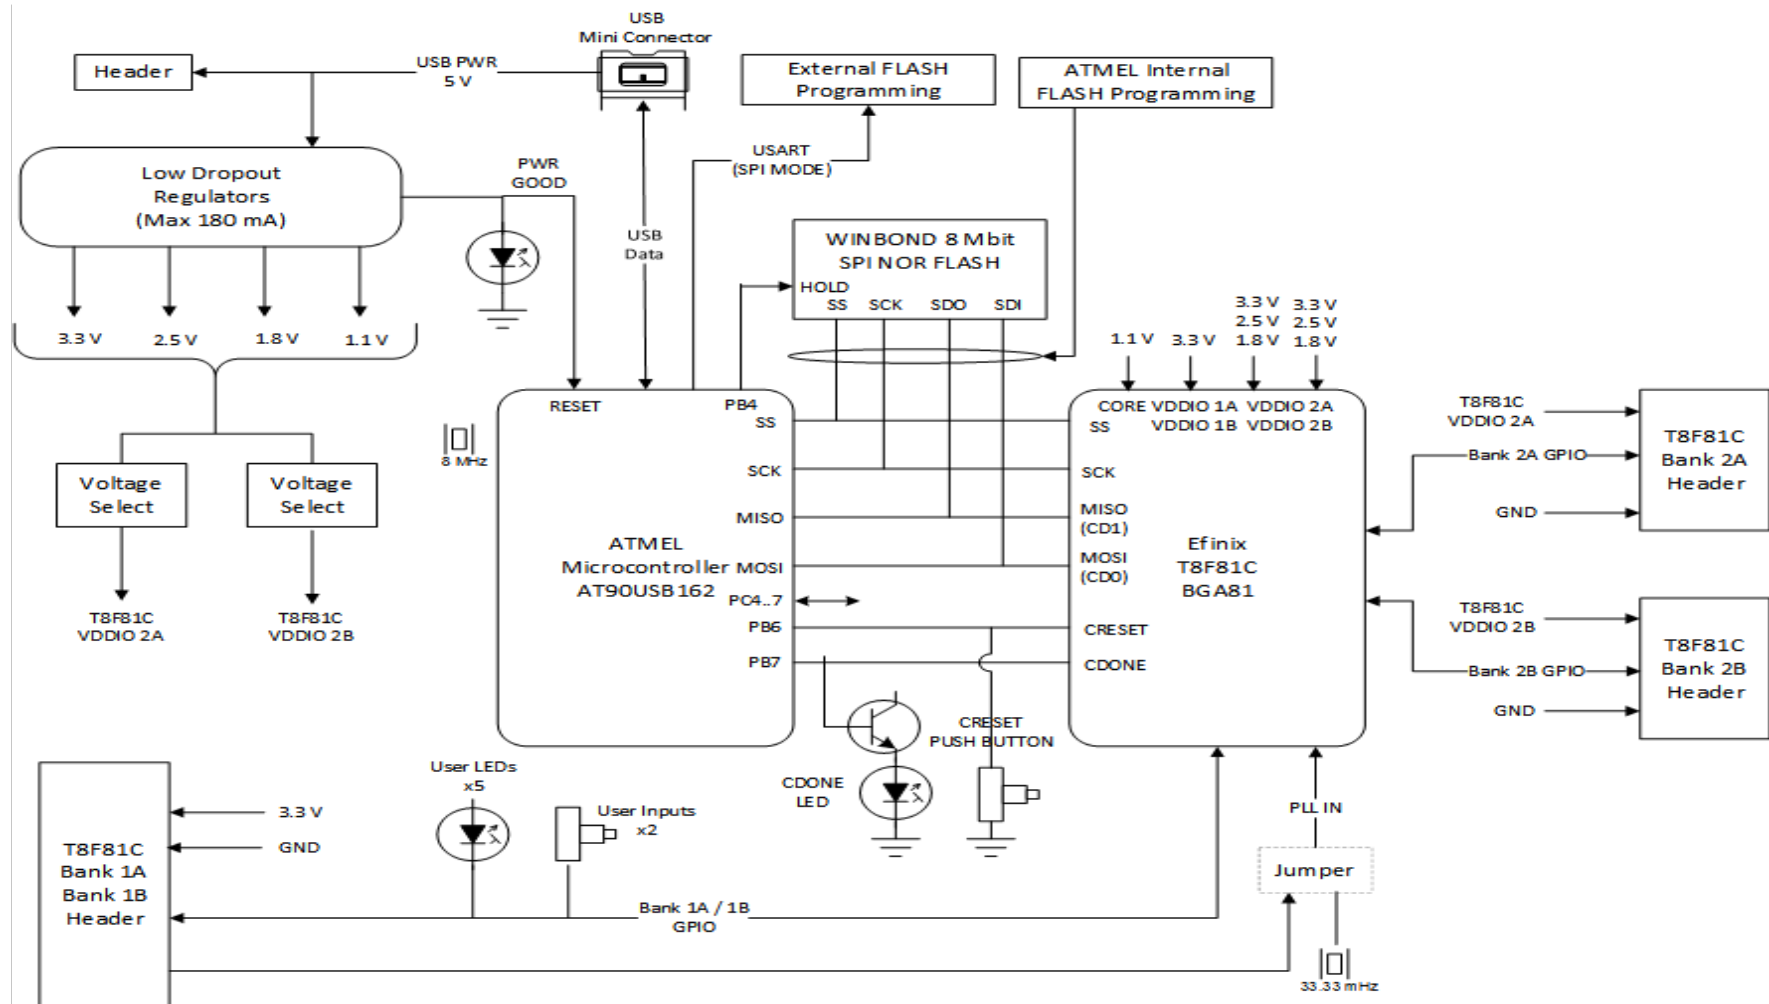 USB
Mini Connector
Header
USB PWR
5 V
External FLASH
Programming
ATMEL Internal
FLASH Programming
Low Dropout
Regulators
(Max 180 mA)
PWR
GOOD
USART
(SPI MODE)
USB
Data
WINBOND 8 Mbit
SPI NOR FLASH
HOLD
SS SCK SDO SDI
3.3 V 2.5 V 1.8 V 1.1 V
1.1 V 3.3 V
3.3 V
2.5 V
1.8 V
3.3 V
2.5 V
1.8 V
RESET
PB4
SS
SCK
MISO
MOSI
PC4..7
PB6
PB7
ATMEL
Microcontroller
AT90USB162
8 MHz
CORE VDDIO 1A VDDIO 2A
VDDIO 1B VDDIO 2B
SS
SCK
MISO
(CD1)
MOSI
(CD0)
CRESET
CDONE
Efinix
T8F81C
BGA81
T8F81C
VDDIO 2A
Bank 2A GPIO
GND
T8F81C
Bank 2A
Header
T8F81C
VDDIO 2B
Bank 2B GPIO
GND
T8F81C
Bank 2B
Header
Voltage
Select
Voltage
Select
T8F81C
VDDIO 2A
T8F81C
VDDIO 2B
CRESET
PUSH BUTTON
CDONE
LED
User LEDs
x5
User Inputs
x2
3.3 V
GND
T8F81C
Bank 1A
Bank 1B
Header
Bank 1A / 1B
GPIO
PLL IN
Jumper
33.33 mHz